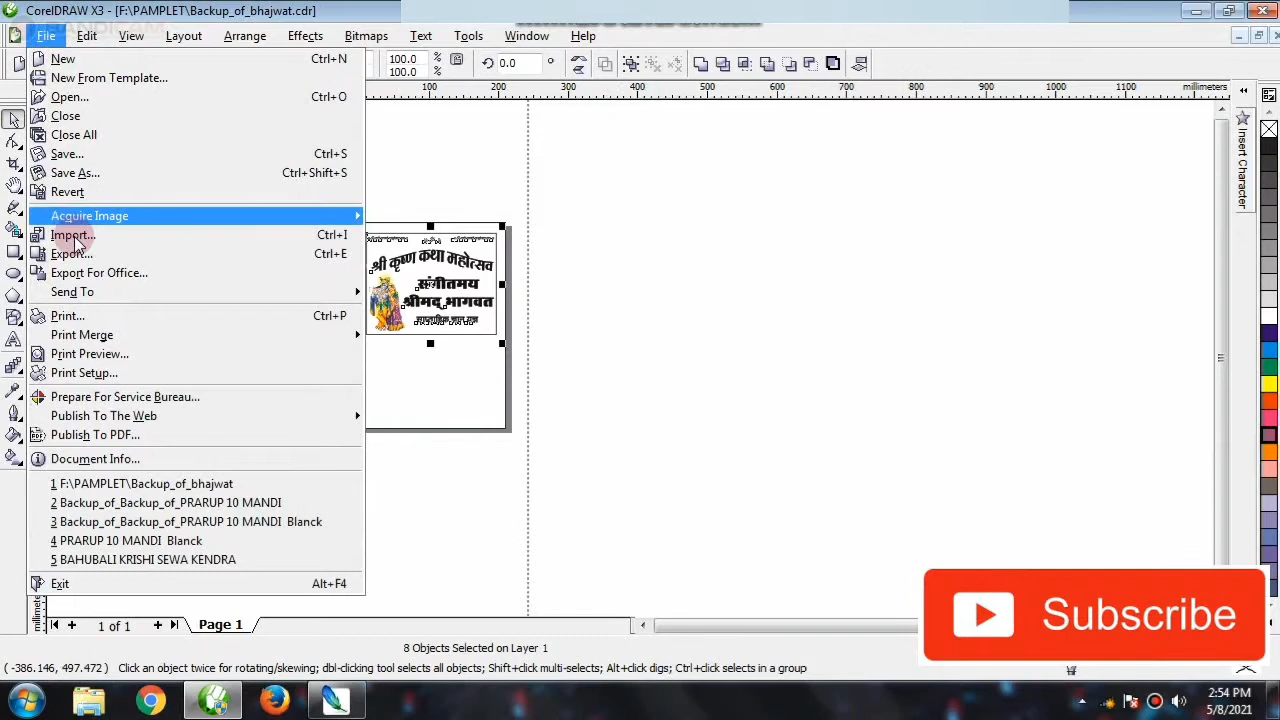 CorelDRAW X3 - [F:\PAMPLET\Backup_of_bhajwat.cdr]
File Edit View Layout Arrange Effects Bitmaps Text Tools Window Help
New Ctrl+N
100.0 %
100.0 %
0.0 °
New From Template...
Open... Ctrl+O
100 200 300 400 500 600 700 800 900 1000 1100 millimeters
Close
Close All
Save... Ctrl+S
Save As... Ctrl+Shift+S
Revert
Acquire Image
Import... Ctrl+I
Export... Ctrl+E
Export For Office...
Send To
Print... Ctrl+P
Print Merge
Print Preview...
Print Setup...
Prepare For Service Bureau...
Publish To The Web
Publish To PDF...
Document Info...
1 F:\PAMPLET\Backup_of_bhajwat
2 Backup_of_Backup_of_PRARUP 10 MANDI
3 Backup_of_Backup_of_PRARUP 10 MANDI Blanck
4 PRARUP 10 MANDI Blanck
5 BAHUBALI KRISHI SEWA KENDRA
Exit Alt+F4
Insert Character
श्री कृष्ण कथा महोत्सव
संगीतमय
श्रीमद् भागवत
Subscribe
1 of 1 Page 1
8 Objects Selected on Layer 1
( -386.146, 497.472 ) Click an object twice for rotating/skewing; dbl-clicking tool selects all objects; Shift+click multi-selects; Alt+click digs; Ctrl+click selects in a group
2:54 PM
5/8/2021